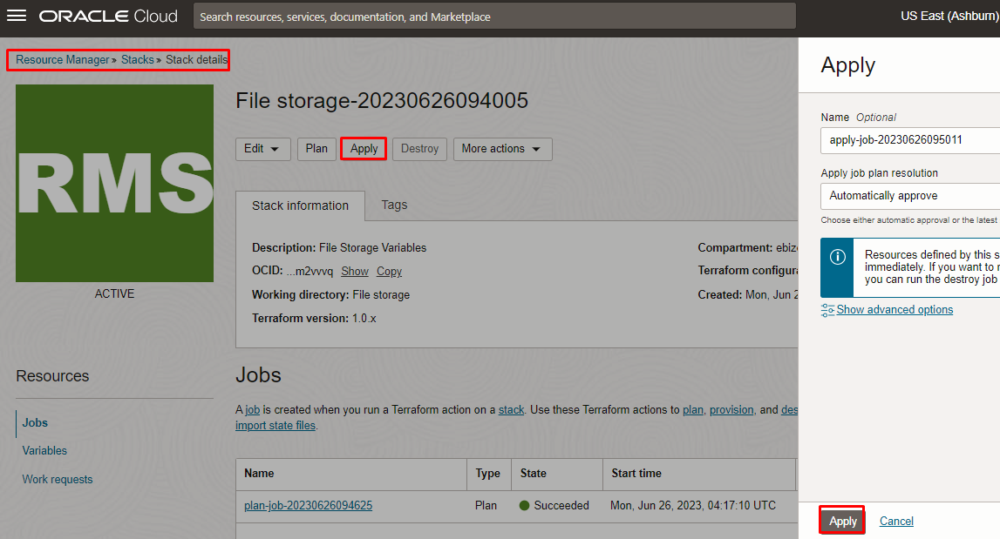 ORACLE Cloud
Search resources, services, documentation, and Marketplace
US East (Ashburn)
Resource Manager » Stacks » Stack details
RMS
ACTIVE
File storage-20230626094005
Edit
Plan
Apply
Destroy
More actions
Stack information
Tags
Description: File Storage Variables
OCID: ...m2vvvq Show Copy
Working directory: File storage
Terraform version: 1.0.x
Compartment: ebiz
Terraform configura
Created: Mon, Jun 2
Resources
Jobs
Variables
Work requests
Jobs
A job is created when you run a Terraform action on a stack. Use these Terraform actions to plan, provision, and des
import state files.
Name Type State Start time
plan-job-20230626094625 Plan Succeeded Mon, Jun 26, 2023, 04:17:10 UTC
Apply
Name Optional
apply-job-20230626095011
Apply job plan resolution
Automatically approve
Choose either automatic approval or the latest
Resources defined by this s
immediately. If you want to
you can run the destroy job
Show advanced options
Apply
Cancel